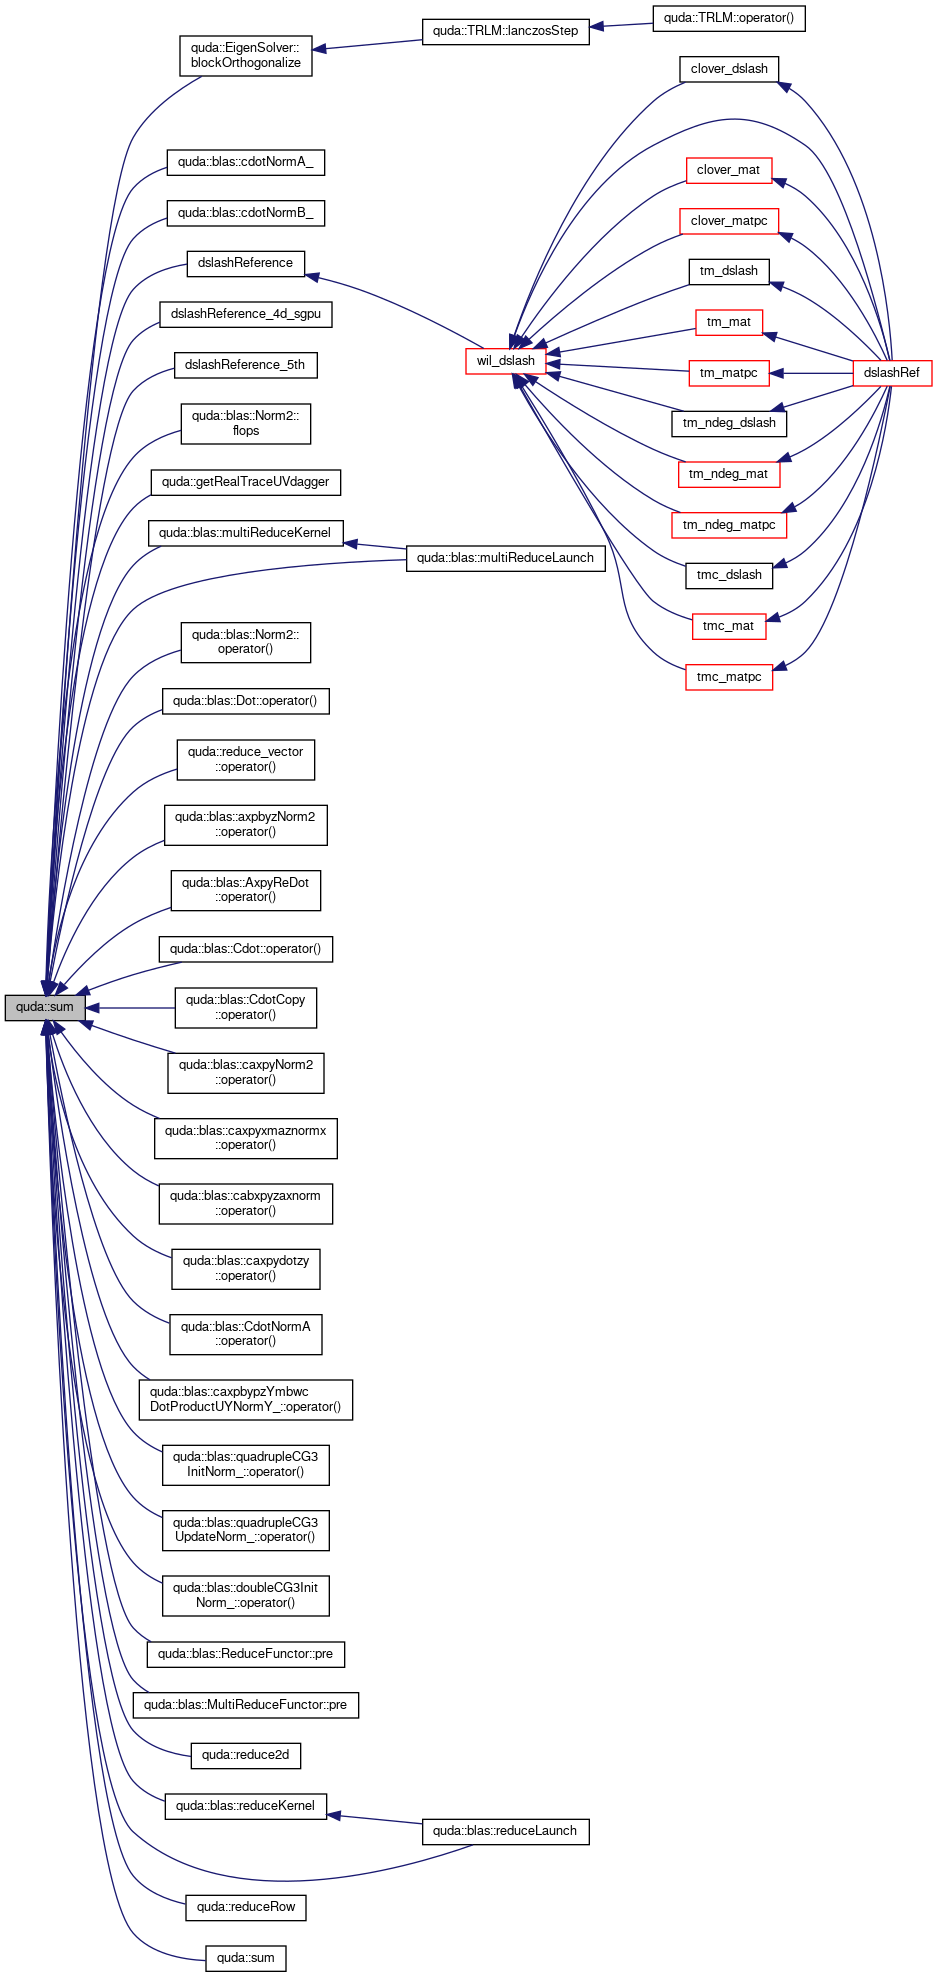 quda::TRLM::operator()
quda::TRLM::lanczosStep
quda::EigenSolver::
blockOrthogonalize
clover_dslash
quda::blas::cdotNormA_
clover_mat
quda::blas::cdotNormB_
clover_matpc
dslashReference
tm_dslash
dslashReference_4d_sgpu
tm_mat
wil_dslash
dslashReference_5th
tm_matpc
dslashRef
quda::blas::Norm2::
flops
tm_ndeg_dslash
quda::getRealTraceUVdagger
tm_ndeg_mat
quda::blas::multiReduceKernel
tm_ndeg_matpc
quda::blas::multiReduceLaunch
tmc_dslash
quda::blas::Norm2::
operator()
tmc_mat
tmc_matpc
quda::blas::Dot::operator()
quda::reduce_vector
::operator()
quda::blas::axpbyzNorm2
::operator()
quda::blas::AxpyReDot
::operator()
quda::blas::Cdot::operator()
quda::sum
quda::blas::CdotCopy
::operator()
quda::blas::caxpyNorm2
::operator()
quda::blas::caxpyxmaznormx
::operator()
quda::blas::cabxpyzaxnorm
::operator()
quda::blas::caxpydotzy
::operator()
quda::blas::CdotNormA
::operator()
quda::blas::caxpbypzYmbwc
DotProductUYNormY_::operator()
quda::blas::quadrupleCG3
InitNorm_::operator()
quda::blas::quadrupleCG3
UpdateNorm_::operator()
quda::blas::doubleCG3Init
Norm_::operator()
quda::blas::ReduceFunctor::pre
quda::blas::MultiReduceFunctor::pre
quda::reduce2d
quda::blas::reduceKernel
quda::blas::reduceLaunch
quda::reduceRow
quda::sum